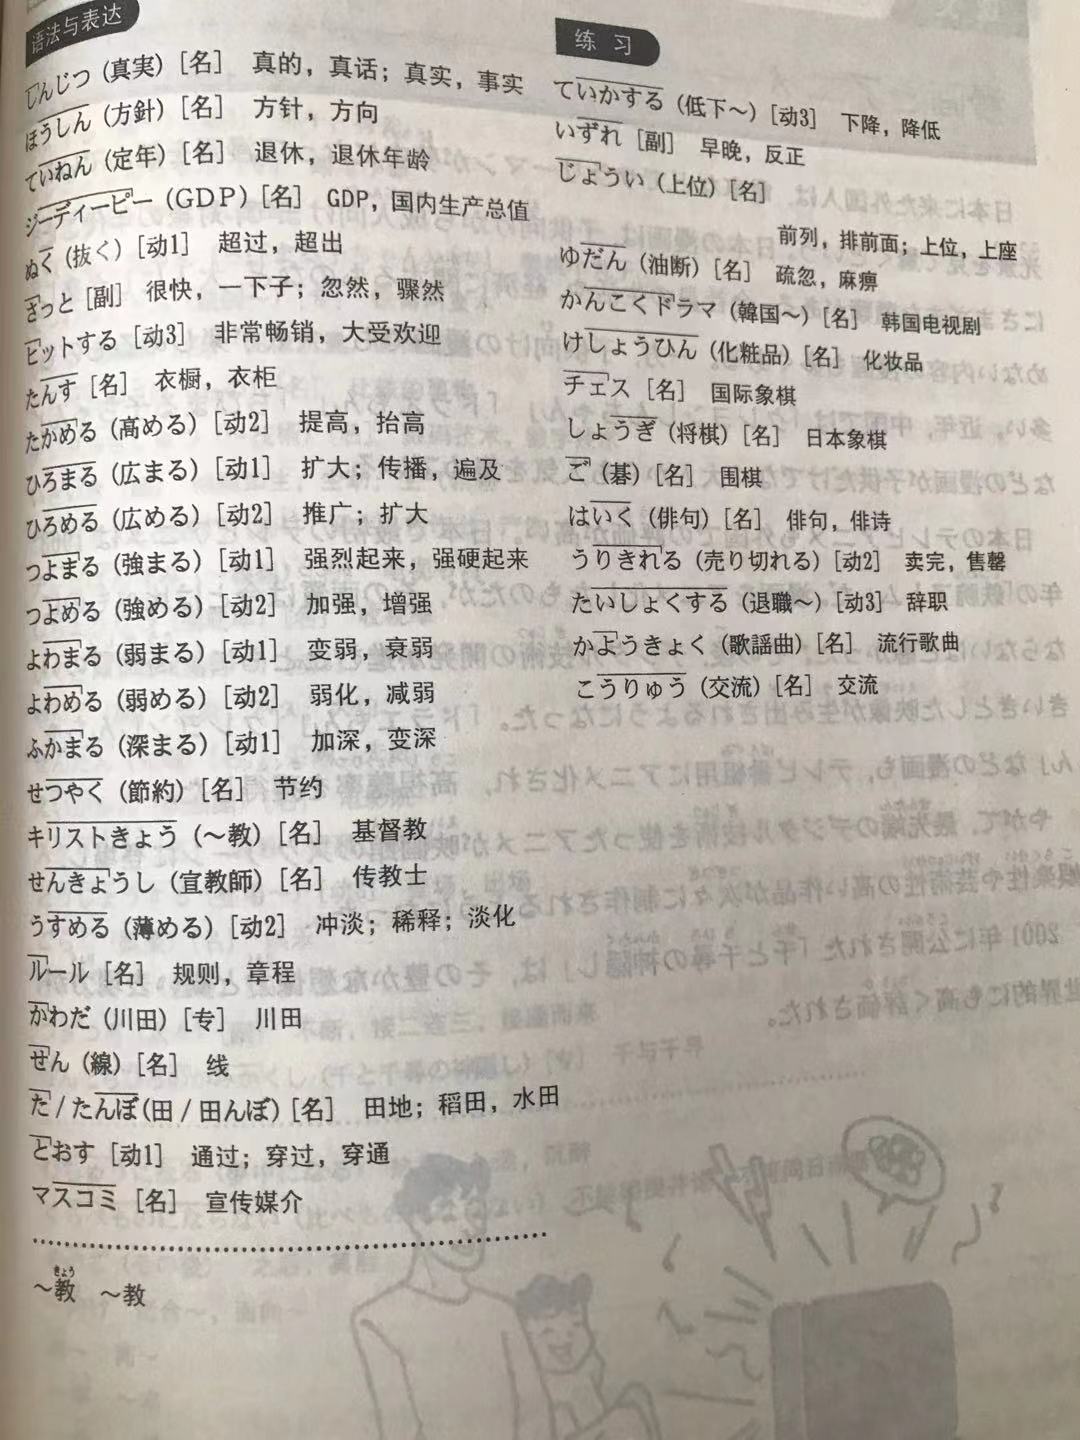 语法与表达
しんじつ（真実）［名］ 真的，真话；真实，事实
ほうしん（方針）［名］ 方针，方向
ていねん（定年）［名］ 退休，退休年龄
ジーディーピー（GDP）［名］ GDP，国内生产总值
ぬく（抜く）［动1］ 超过，超出
さっと［副］ 很快，一下子；忽然，骤然
ヒットする［动3］ 非常畅销，大受欢迎
たんす［名］ 衣橱，衣柜
たかめる（高める）［动2］ 提高，抬高
ひろまる（広まる）［动1］ 扩大；传播，遍及
ひろめる（広める）［动2］ 推广；扩大
つよまる（強まる）［动1］ 强烈起来，强硬起来
つよめる（強める）［动2］ 加强，增强
よわまる（弱まる）［动1］ 变弱，衰弱
よわめる（弱める）［动2］ 弱化，减弱
ふかまる（深まる）［动1］ 加深，变深
せつやく（節約）［名］ 节约
キリストきょう（～教）［名］ 基督教
せんきょうし（宣教師）［名］ 传教士
うすめる（薄める）［动2］ 冲淡；稀释；淡化
ルール［名］ 规则，章程
かわだ（川田）［专］ 川田
せん（線）［名］ 线
た/たんぼ（田/田んぼ）［名］ 田地；稻田，水田
とおす［动1］ 通过；穿过，穿通
マスコミ［名］ 宣传媒介
きょう
～教 ～教
练 习
ていかする（低下～）［动3］ 下降，降低
いずれ［副］ 早晚，反正
じょうい（上位）［名］
前列，排前面；上位，上座
ゆだん（油断）［名］ 疏忽，麻痹
かんこくドラマ（韓国～）［名］ 韩国电视剧
けしょうひん（化粧品）［名］ 化妆品
チェス［名］ 国际象棋
しょうぎ（将棋）［名］ 日本象棋
ご（碁）［名］ 围棋
はいく（俳句）［名］ 俳句，俳诗
うりきれる（売り切れる）［动2］ 卖完，售罄
たいしょくする（退職～）［动3］ 辞职
かようきょく（歌謡曲）［名］ 流行歌曲
こうりゅう（交流）［名］ 交流